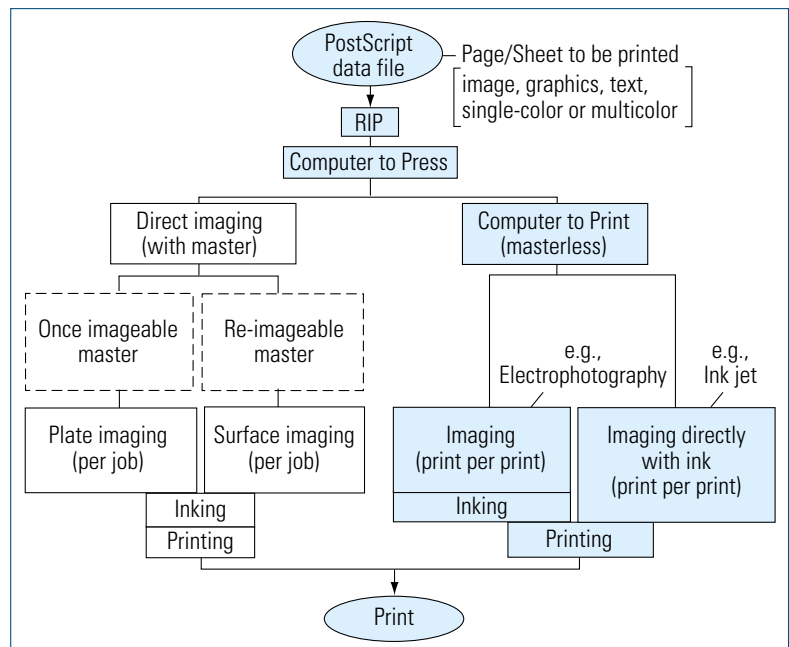 PostScript
data file
Page/Sheet to be printed
image, graphics, text,
single-color or multicolor
RIP
Computer to Press
Direct imaging
(with master)
Computer to Print
(masterless)
Once imageable
master
Re-imageable
master
e.g.,
Electrophotography
e.g.,
Ink jet
Plate imaging
(per job)
Surface imaging
(per job)
Imaging
(print per print)
Imaging directly
with ink
(print per print)
Inking
Inking
Printing
Printing
Print